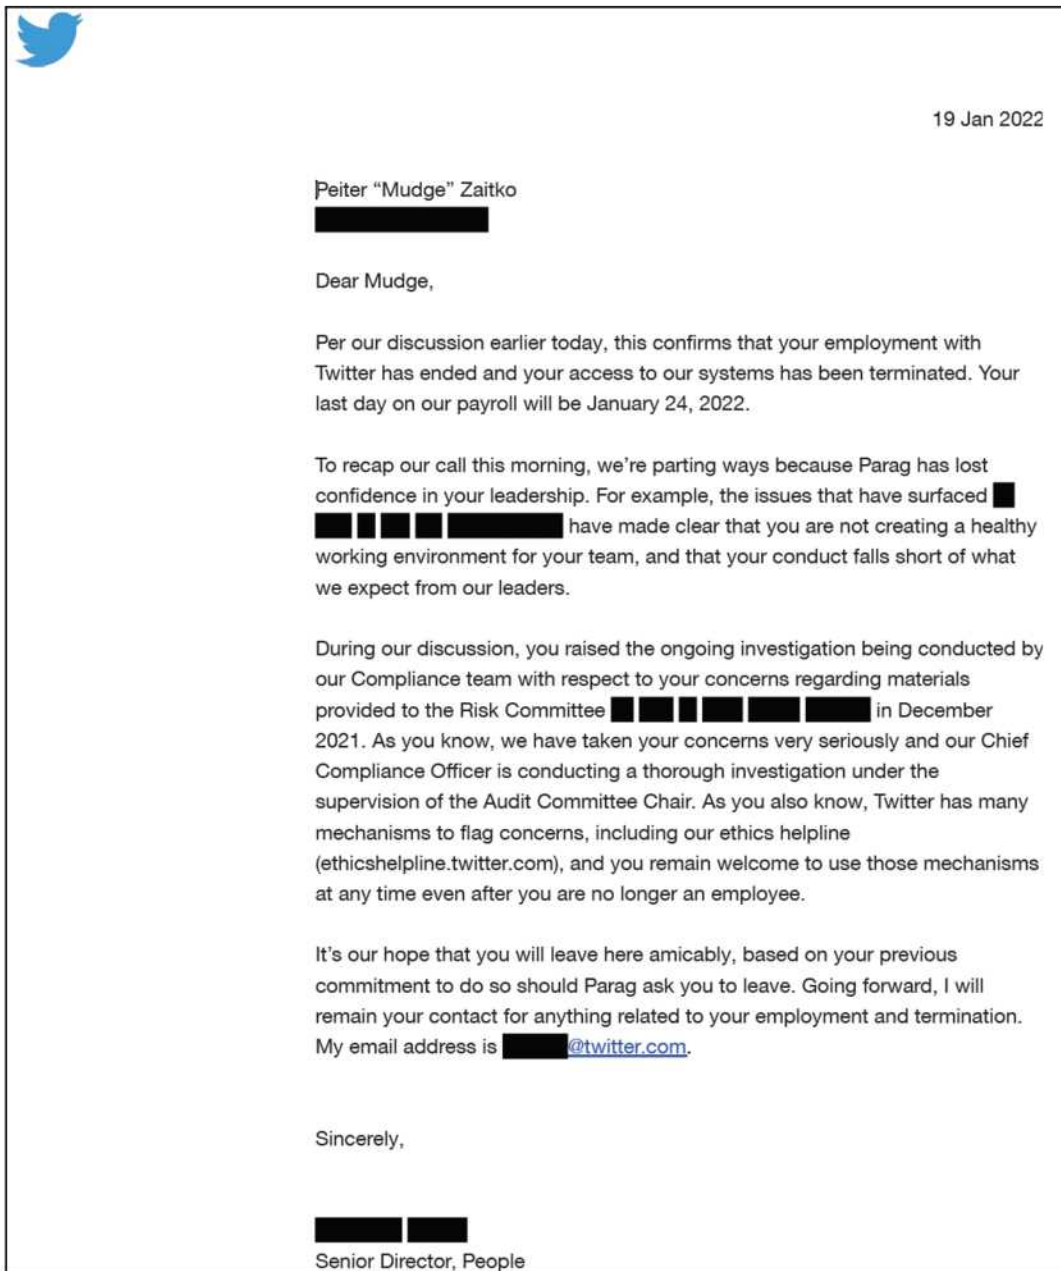 19 Jan 2022
Peiter “Mudge” Zaitko
Dear Mudge,
Per our discussion earlier today, this confirms that your employment with
Twitter has ended and your access to our systems has been terminated. Your
last day on our payroll will be January 24, 2022.
To recap our call this morning, we’re parting ways because Parag has lost
confidence in your leadership. For example, the issues that have surfaced
have made clear that you are not creating a healthy
working environment for your team, and that your conduct falls short of what
we expect from our leaders.
During our discussion, you raised the ongoing investigation being conducted by
our Compliance team with respect to your concerns regarding materials
provided to the Risk Committee in December
2021. As you know, we have taken your concerns very seriously and our Chief
Compliance Officer is conducting a thorough investigation under the
supervision of the Audit Committee Chair. As you also know, Twitter has many
mechanisms to flag concerns, including our ethics helpline
(ethicshelpline.twitter.com), and you remain welcome to use those mechanisms
at any time even after you are no longer an employee.
It’s our hope that you will leave here amicably, based on your previous
commitment to do so should Parag ask you to leave. Going forward, I will
remain your contact for anything related to your employment and termination.
My email address is @twitter.com.
Sincerely,
Senior Director, People